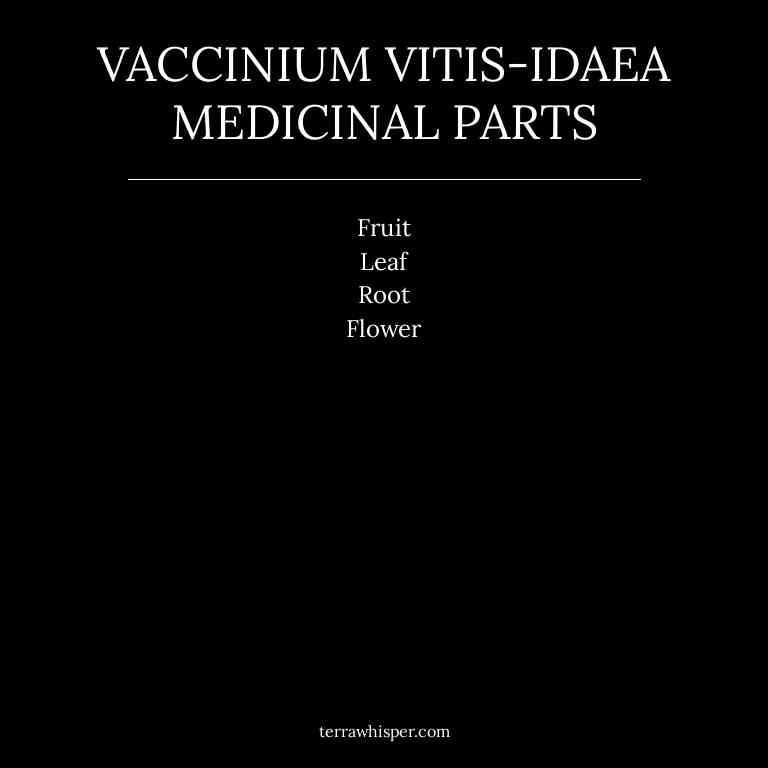 VACCINIUM VITIS-IDAEA
MEDICINAL PARTS
Fruit
Leaf
Root
Flower
terrawhisper.com